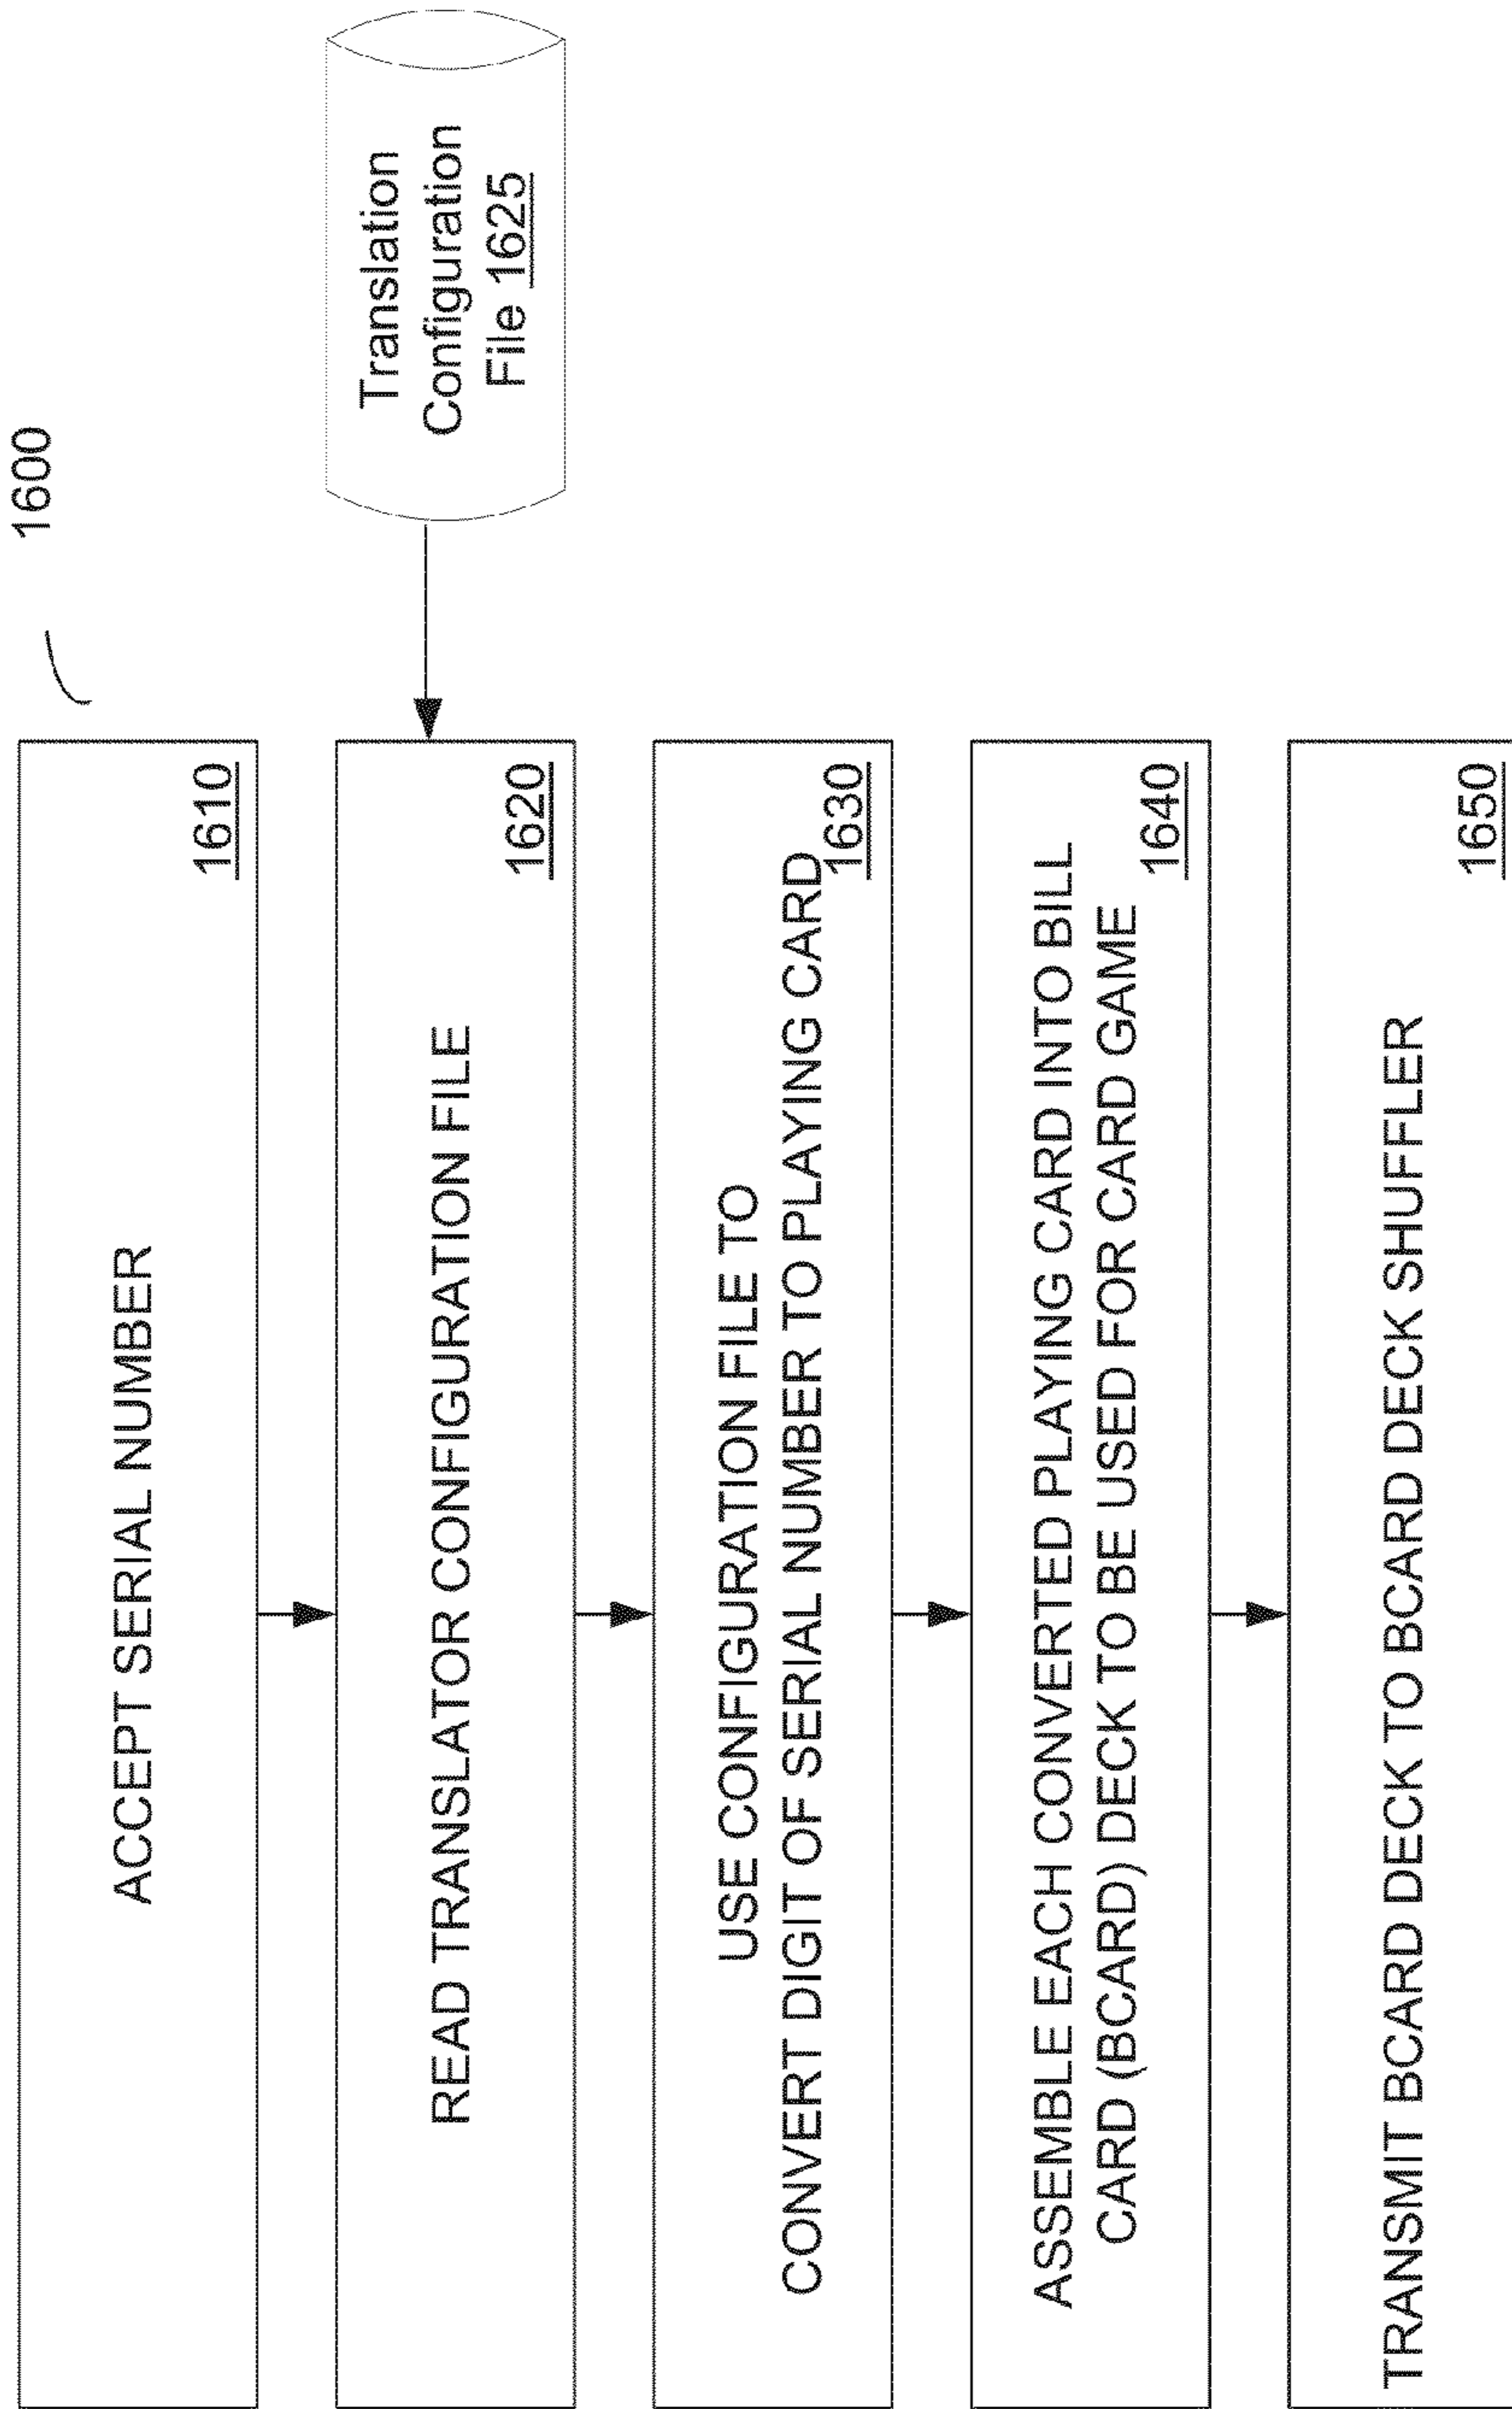 1600
ACCEPT SERIAL NUMBER
1610
READ TRANSLATOR CONFIGURATION FILE
1620
Translation
Configuration
File 1625
USE CONFIGURATION FILE TO
CONVERT DIGIT OF SERIAL NUMBER TO PLAYING CARD
1630
ASSEMBLE EACH CONVERTED PLAYING CARD INTO BILL
CARD (BCARD) DECK TO BE USED FOR CARD GAME
1640
TRANSMIT BCARD DECK TO BCARD DECK SHUFFLER
1650